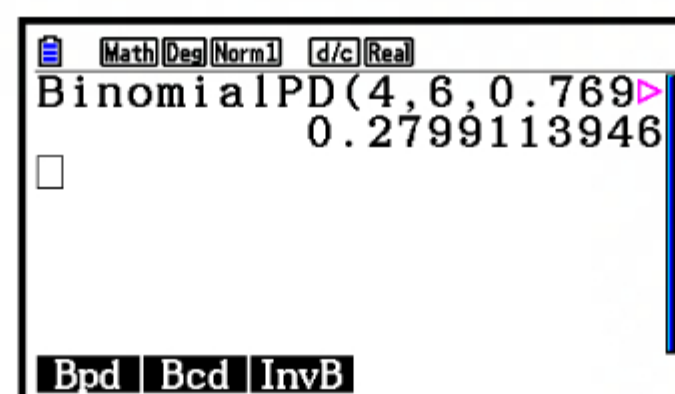 Math Deg Norm1 d/c Real
BinomialPD(4,6,0.769
0.2799113946
Bpd Bcd InvB